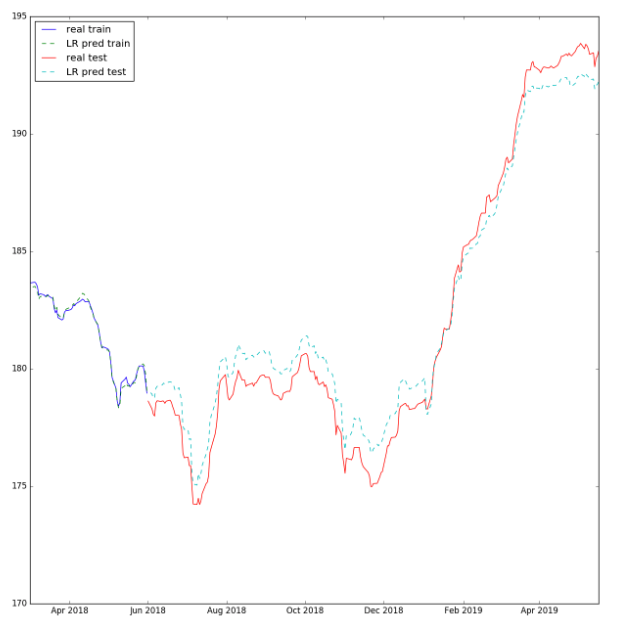 195
190
185
180
175
170
real train
LR pred train
real test
LR pred test
Apr 2018
Jun 2018
Aug 2018
Oct 2018
Dec 2018
Feb 2019
Apr 2019